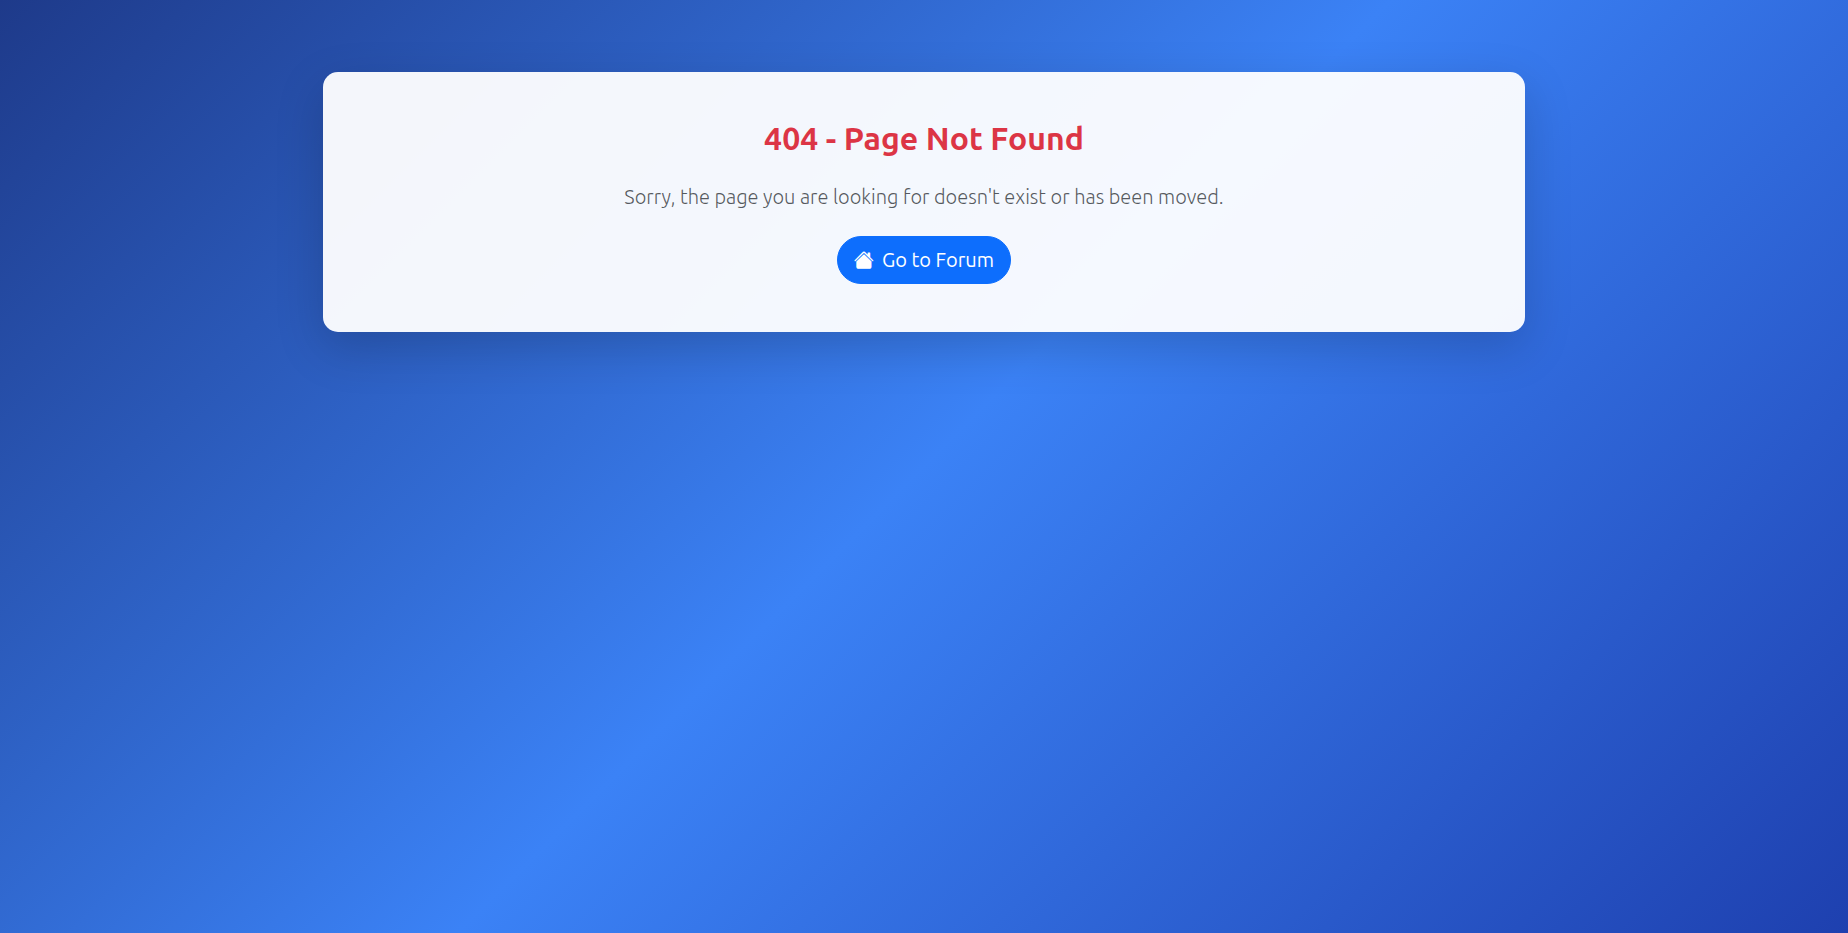 404 - Page Not Found
Sorry, the page you are looking for doesn't exist or has been moved.
Go to Forum